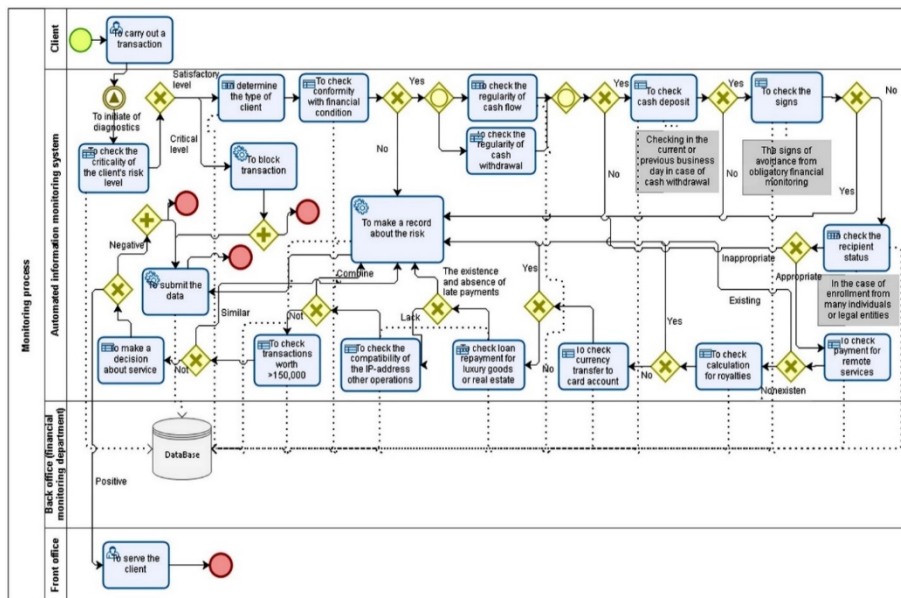 Monitoring process
Client
To carry out a
transaction
Automated information monitoring system
To initiate of
diagnostics
To check the criticality
of the client's risk
level
Satisfactory
level
Critical
level
To determine the
type of
client
To check
conformity
with financial
condition
Yes
No
To check the
regularity of
cash flow
To check the
regularity of
cash
withdrawal
Yes
No
To check
cash deposit
Checking in the
current or
previous business
day in case of
cash withdrawal
Yes
No
To check
the signs
The signs of
avoidance from
obligatory financial
monitoring
No
Yes
To block
transaction
To make a record
about the risk
To check the
recipient
status
In the case of
enrollment from
many individuals
or legal entities
Inappropriate
Appropriate
Negative
To submit the
data
Combine
The existence
and absence of
late payments
Yes
Existing
Similar
Not
Lack
Yes
To make a
decision
about service
Not
To check
transactions
worth
>150,000
To check the
compatibility of
the IP-address
other operations
To check loan
repayment for
luxury goods
or real estate
No
To check
currency
transfer to
card account
No
To check
calculation
for royalties
Nonexisten
To check
payment for
remote
services
Back office (financial
monitoring department)
DataBase
Positive
Front office
To serve the
client